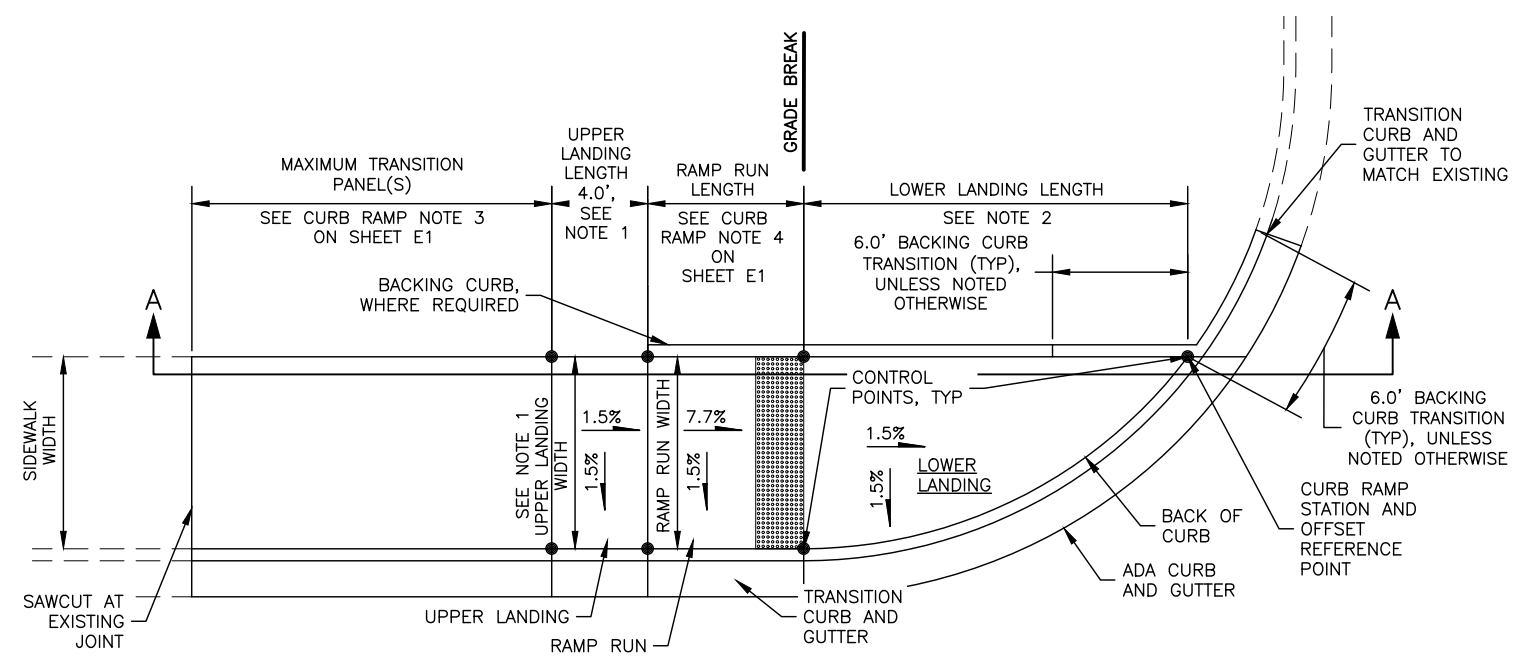 GRADE BREAK
MAXIMUM TRANSITION
PANEL(S)
SEE CURB RAMP NOTE 3
ON SHEET E1
UPPER
LANDING
LENGTH
4.0',
SEE
NOTE 1
RAMP RUN
LENGTH
SEE CURB
RAMP NOTE 4
ON
SHEET E1
LOWER LANDING LENGTH
SEE NOTE 2
6.0' BACKING CURB
TRANSITION (TYP),
UNLESS NOTED
OTHERWISE
TRANSITION
CURB AND
GUTTER TO
MATCH EXISTING
BACKING CURB,
WHERE REQUIRED
A
A
SIDEWALK
WIDTH
SEE NOTE 1
UPPER LANDING
WIDTH
1.5%
1.5%
RAMP RUN WIDTH
7.7%
1.5%
CONTROL
POINTS, TYP
1.5%
1.5%
LOWER
LANDING
6.0' BACKING
CURB TRANSITION
(TYP), UNLESS
NOTED OTHERWISE
CURB RAMP
STATION AND
OFFSET
REFERENCE
POINT
BACK OF
CURB
ADA CURB
AND GUTTER
SAWCUT AT
EXISTING
JOINT
UPPER LANDING
RAMP RUN
TRANSITION
CURB AND
GUTTER